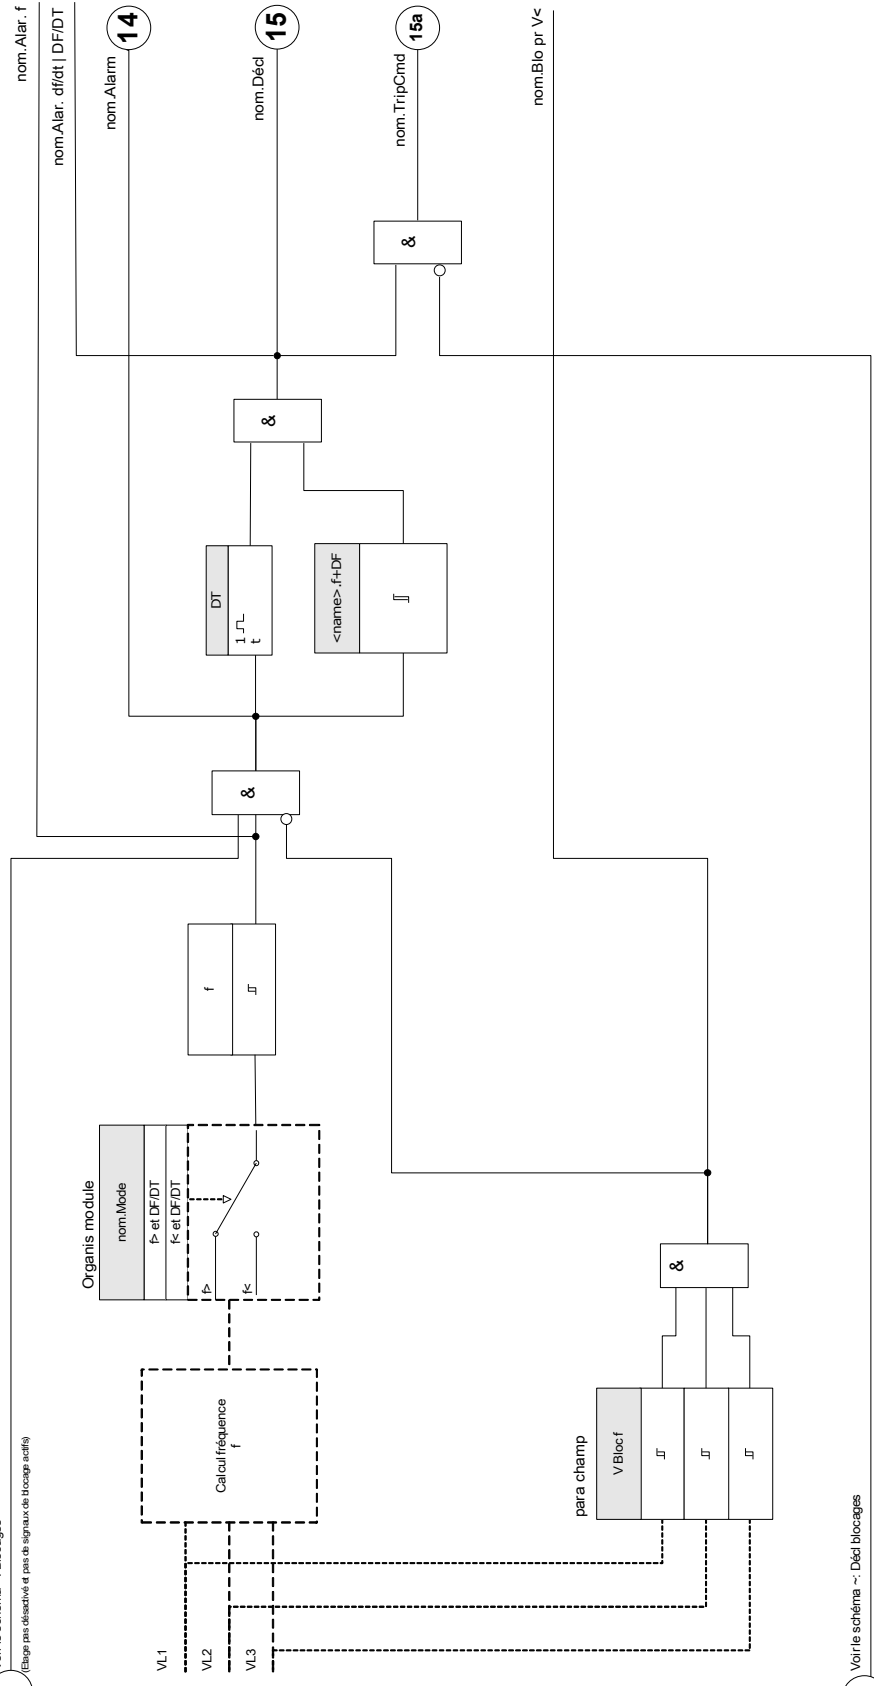 nom.Alar. f
nom.Alar. df/dt | DF/DT
14
nom.Alarm
15
nom.Décl
15a
nom.TripCmd
nom.Blo pr V<
&
&
DT
1
t
<name>.f+DF
&
f
Organis module
nom.Mode
f> et DF/DT
f< et DF/DT
f>
f<
Calcul fréquence
f
&
para champ
V Bloc f
(Etage pas désactivé et pas de signaux de blocage actifs)
VL1
VL2
VL3
Voir le schéma ~: Décl blocages